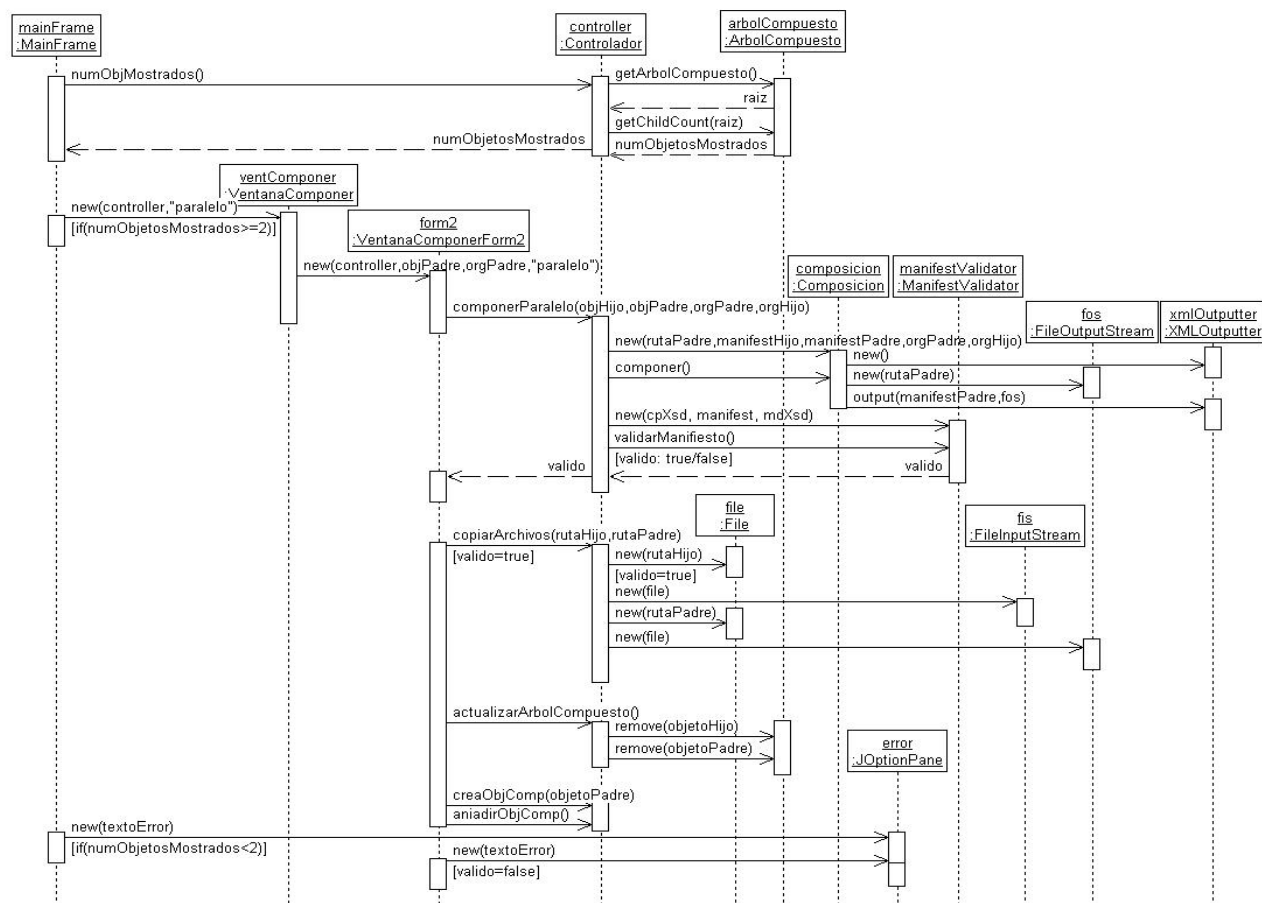 mainFrame
:MainFrame
controller
:Controlador
arbolCompuesto
:ArbolCompuesto
numObjMostrados()
getArbolCompuesto()
raiz
getChildCount(raiz)
numObjetosMostrados
numObjetosMostrados
ventComponer
:VentanaComponer
new(controller,"paralelo")
[if(numObjetosMostrados>=2)]
form2
:VentanaComponerForm2
new(controller,objPadre,orgPadre,"paralelo")
composicion
:Composicion
manifestValidator
:ManifestValidator
componerParalelo(objHijo,objPadre,orgPadre,orgHijo)
fos
:FileOutputStream
xmlOutputter
:XMLOutputter
new(rutaPadre,manifestHijo,manifestPadre,orgPadre,orgHijo)
new()
componer()
new(rutaPadre)
output(manifestPadre,fos)
new(cpXsd, manifest, mdXsd)
validarManifiesto()
[valido: true/false]
valido
valido
file
:File
fis
:FileInputStream
copiarArchivos(rutaHijo,rutaPadre)
[valido=true]
new(rutaHijo)
[valido=true]
new(file)
new(rutaPadre)
new(file)
actualizarArbolCompuesto()
remove(objetoHijo)
remove(objetoPadre)
error
:JOptionPane
creaObjComp(objetoPadre)
aniadirObjComp()
new(textoError)
[if(numObjetosMostrados<2)]
new(textoError)
[valido=false]